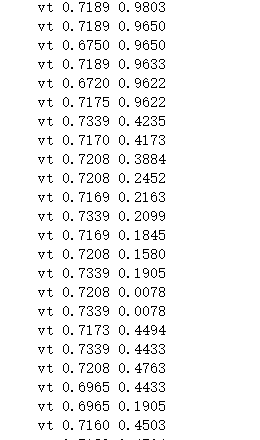 vt 0.7189 0.9803
vt 0.7189 0.9650
vt 0.6750 0.9650
vt 0.7189 0.9633
vt 0.6720 0.9622
vt 0.7175 0.9622
vt 0.7339 0.4235
vt 0.7170 0.4173
vt 0.7208 0.3884
vt 0.7208 0.2452
vt 0.7169 0.2163
vt 0.7339 0.2099
vt 0.7169 0.1845
vt 0.7208 0.1580
vt 0.7339 0.1905
vt 0.7208 0.0078
vt 0.7339 0.0078
vt 0.7173 0.4494
vt 0.7339 0.4433
vt 0.7208 0.4763
vt 0.6965 0.4433
vt 0.6965 0.1905
vt 0.7160 0.4503